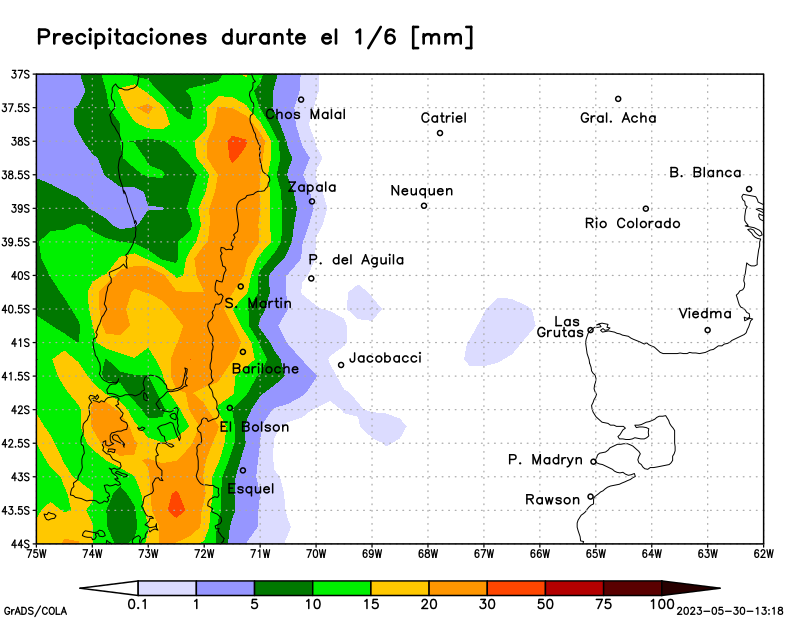 Precipitaciones durante el 1/6 [mm]
37S
37.5S
38S
38.5S
39S
39.5S
40S
40.5S
41S
41.5S
42S
42.5S
43S
43.5S
44S
Chos Malal
Catriel
Gral. Acha
B. Blanca
Zapala
Neuquen
Rio Colorado
P. del Aguila
S. Martin
Viedma
Las
Grutas
Jacobacci
Bariloche
El Bolson
P. Madryn
Esquel
Rawson
75W 74W 73W 72W 71W 70W 69W 68W 67W 66W 65W 64W 63W 62W
0.1 1 5 10 15 20 30 50 75 100
GrADS/COLA
2023-05-30-13:18